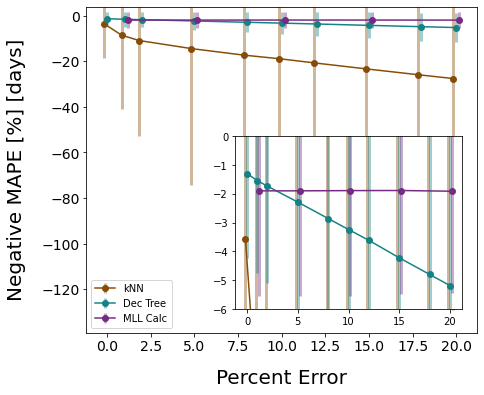 Negative MAPE [%] [days]
0
−20
−40
−60
−80
−100
−120
0
−1
−2
−3
−4
−5
−6
0 5 10 15 20
kNN
Dec Tree
MLL Calc
0.0 2.5 5.0 7.5 10.0 12.5 15.0 17.5 20.0
Percent Error